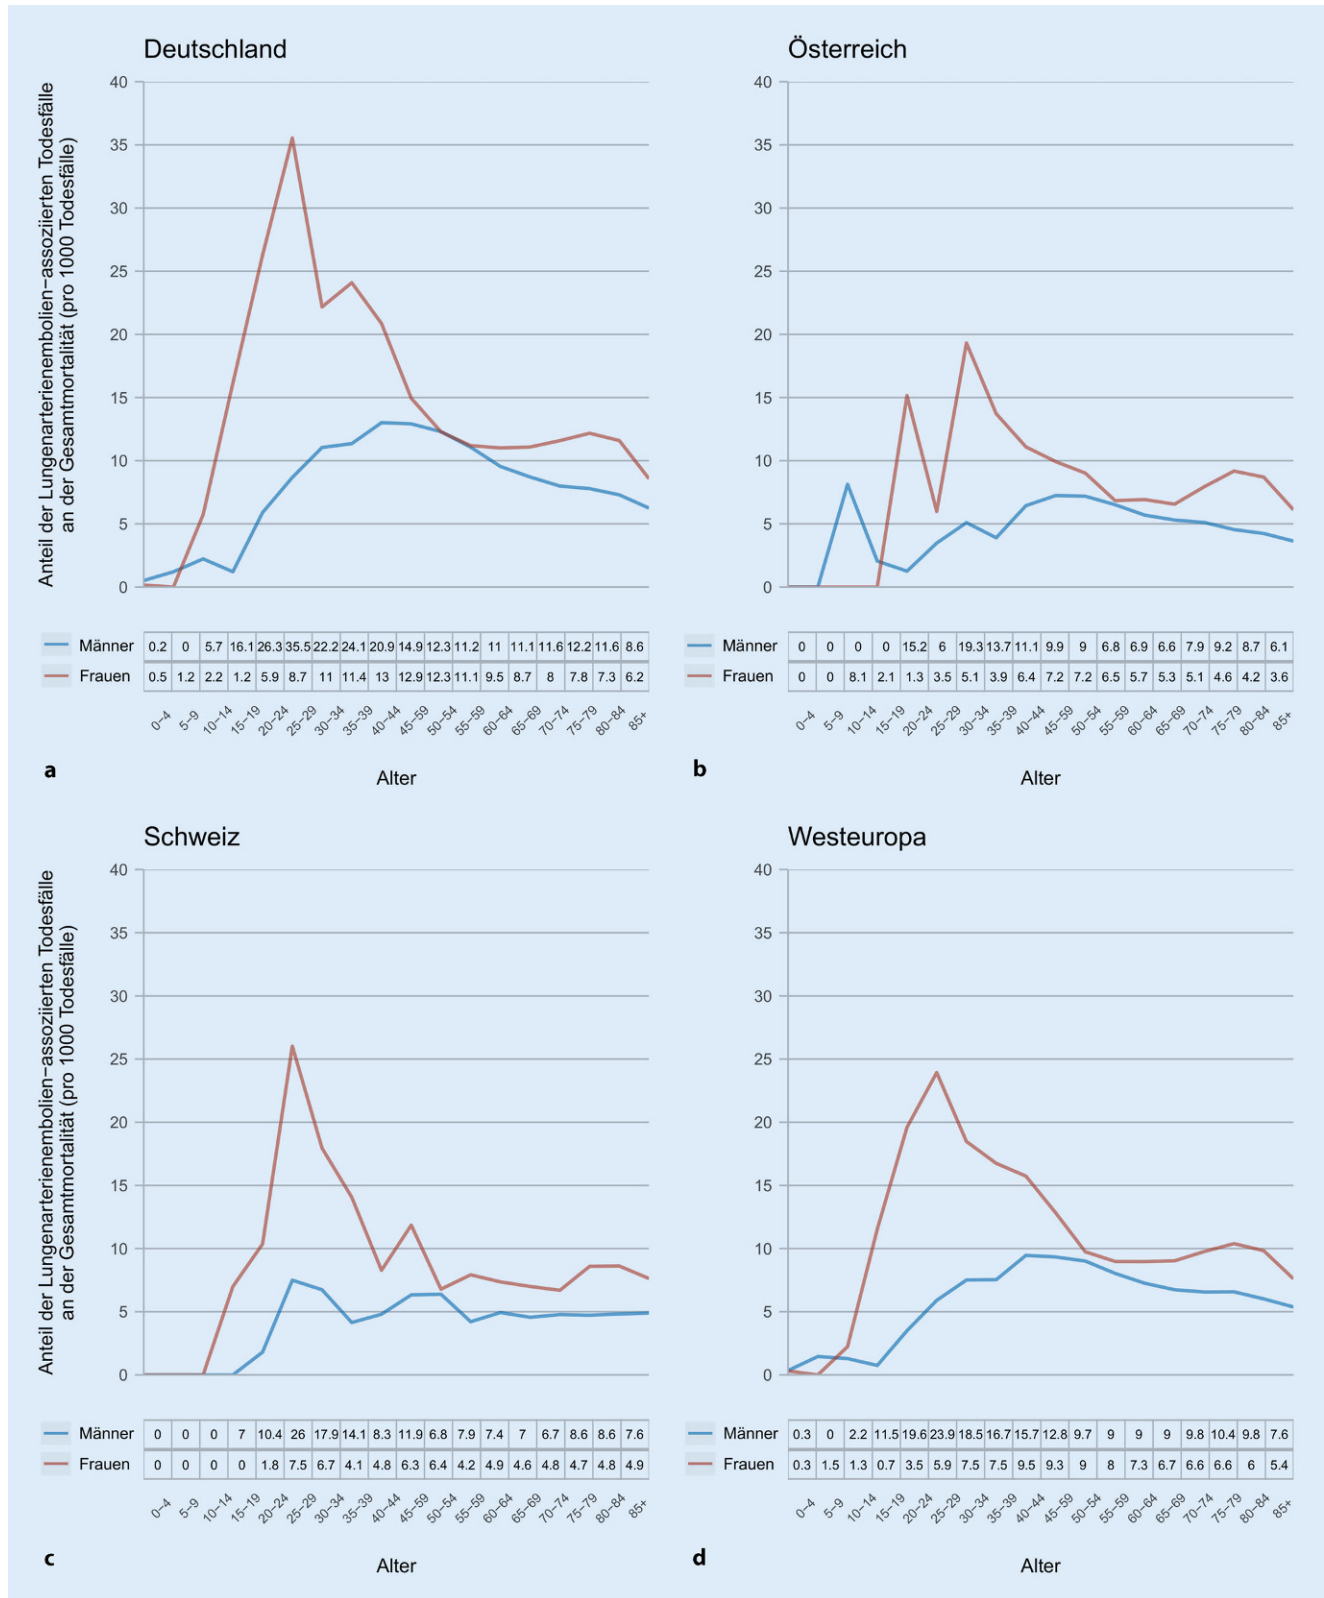 Deutschland
Anteil der Lungenarterienembolien−assoziierten Todesfälle
an der Gesamtmortalität (pro 1000 Todesfälle)
40
35
30
25
20
15
10
5
0
Männer 0.2 0 5.7 16.1 26.3 35.5 22.2 24.1 20.9 14.9 12.3 11.2 11 11.1 11.6 12.2 11.6 8.6
Frauen 0.5 1.2 2.2 1.2 5.9 8.7 11 11.4 13 12.9 12.3 11.1 9.5 8.7 8 7.8 7.3 6.2
0−4 5−9 10−14 15−19 20−24 25−29 30−34 35−39 40−44 45−59 50−54 55−59 60−64 65−69 70−74 75−79 80−84 85+
a
Alter
Österreich
40
35
30
25
20
15
10
5
0
Männer 0 0 0 0 15.2 6 19.3 13.7 11.1 9.9 9 6.8 6.9 6.6 7.9 9.2 8.7 6.1
Frauen 0 0 8.1 2.1 1.3 3.5 5.1 3.9 6.4 7.2 7.2 6.5 5.7 5.3 5.1 4.6 4.2 3.6
0−4 5−9 10−14 15−19 20−24 25−29 30−34 35−39 40−44 45−59 50−54 55−59 60−64 65−69 70−74 75−79 80−84 85+
b
Alter
Schweiz
Anteil der Lungenarterienembolien−assoziierten Todesfälle
an der Gesamtmortalität (pro 1000 Todesfälle)
40
35
30
25
20
15
10
5
0
Männer 0 0 0 7 10.4 26 17.9 14.1 8.3 11.9 6.8 7.9 7.4 7 6.7 8.6 8.6 7.6
Frauen 0 0 0 0 1.8 7.5 6.7 4.1 4.8 6.3 6.4 4.2 4.9 4.6 4.8 4.7 4.8 4.9
0−4 5−9 10−14 15−19 20−24 25−29 30−34 35−39 40−44 45−59 50−54 55−59 60−64 65−69 70−74 75−79 80−84 85+
c
Alter
Westeuropa
40
35
30
25
20
15
10
5
0
Männer 0.3 0 2.2 11.5 19.6 23.9 18.5 16.7 15.7 12.8 9.7 9 9 9 9.8 10.4 9.8 7.6
Frauen 0.3 1.5 1.3 0.7 3.5 5.9 7.5 7.5 9.5 9.3 9 8 7.3 6.7 6.6 6.6 6 5.4
0−4 5−9 10−14 15−19 20−24 25−29 30−34 35−39 40−44 45−59 50−54 55−59 60−64 65−69 70−74 75−79 80−84 85+
d
Alter